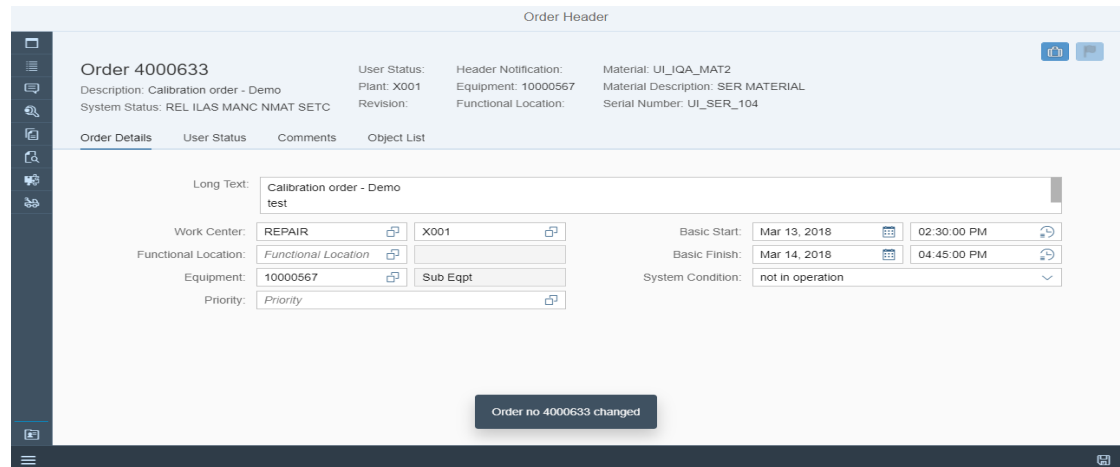 Order Header
Order 4000633
Description: Calibration order - Demo
System Status: REL ILAS MANC NMAT SETC
User Status:
Plant: X001
Revision:
Header Notification:
Equipment: 10000567
Functional Location:
Material: UI_IQA_MAT2
Material Description: SER MATERIAL
Serial Number: UI_SER_104
Order Details User Status Comments Object List
Long Text: Calibration order - Demo
test
Work Center: REPAIR X001
Functional Location: Functional Location
Equipment: 10000567 Sub Eqpt
Priority: Priority
Basic Start: Mar 13, 2018 02:30:00 PM
Basic Finish: Mar 14, 2018 04:45:00 PM
System Condition: not in operation
Order no 4000633 changed